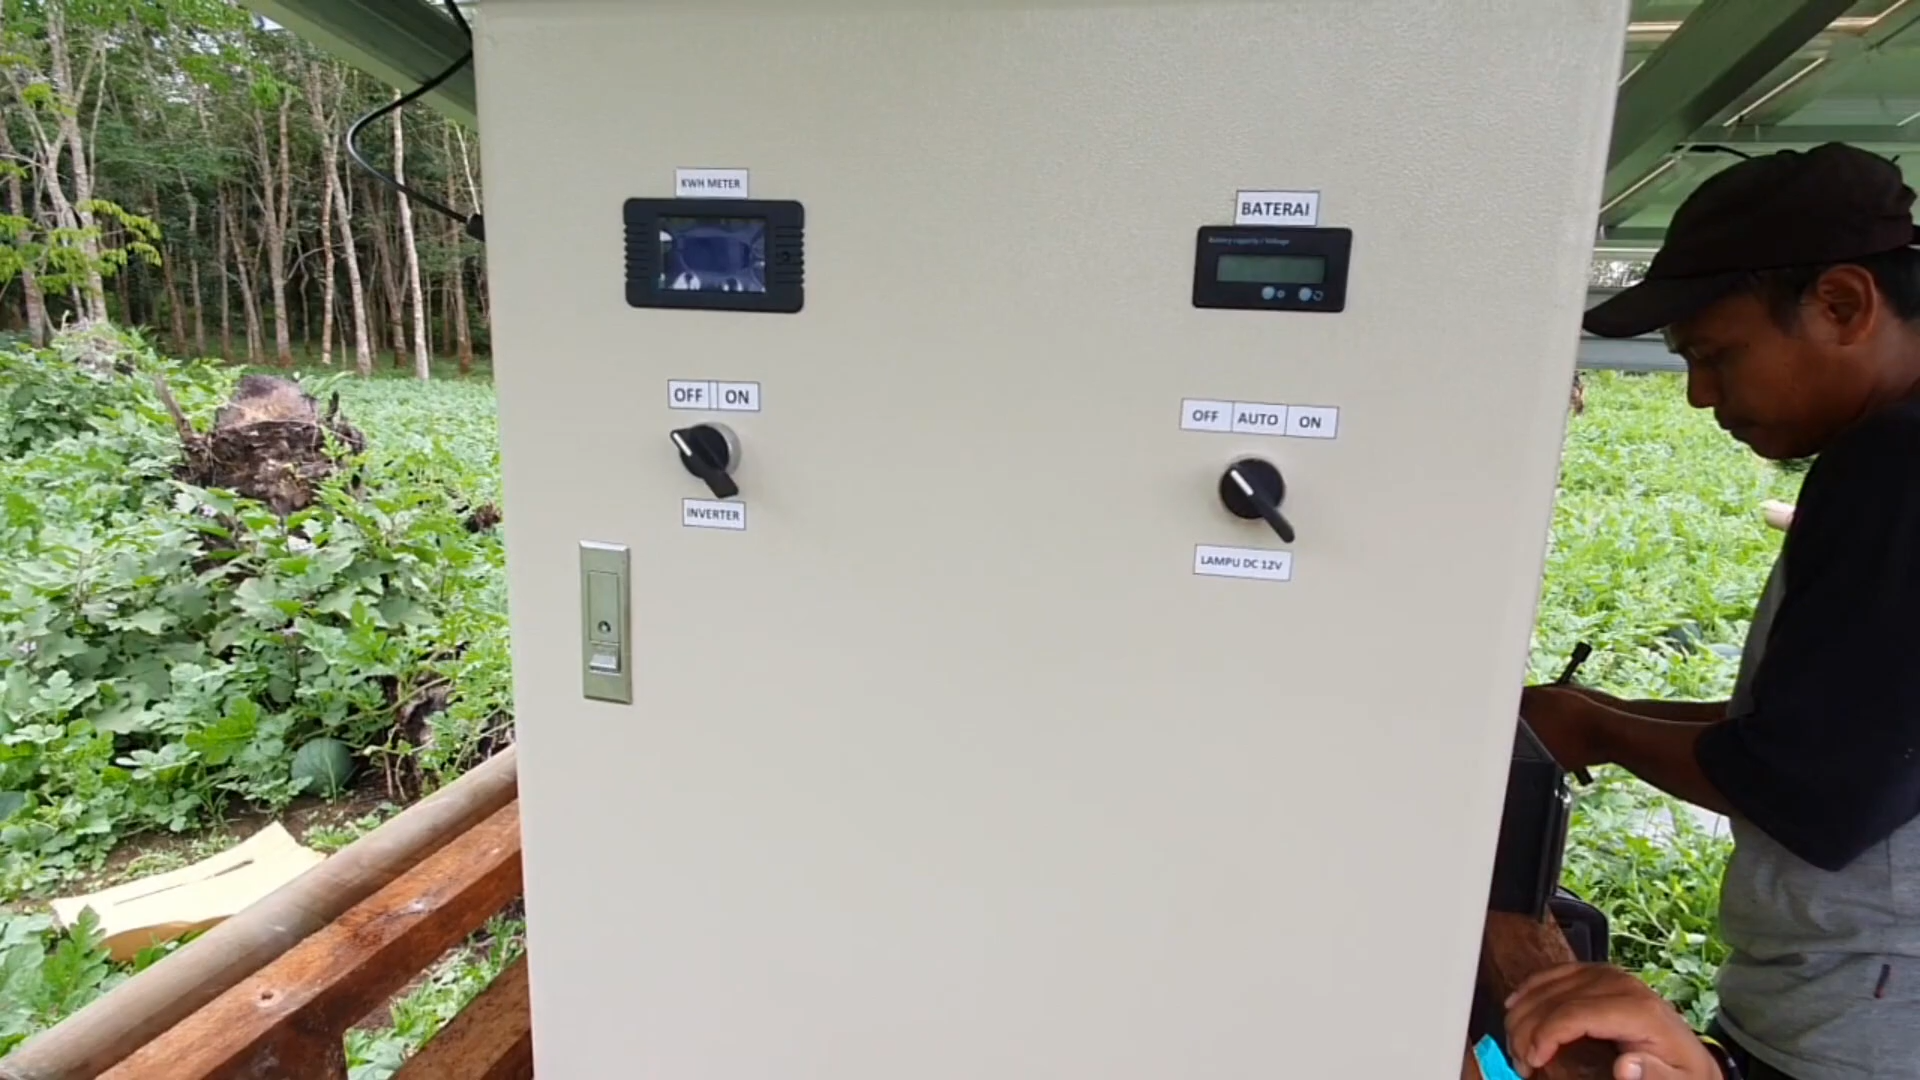 KWH METER
BATERAI
Battery capacity / Voltage
OFF ON
OFF AUTO ON
INVERTER
LAMPU DC 12V